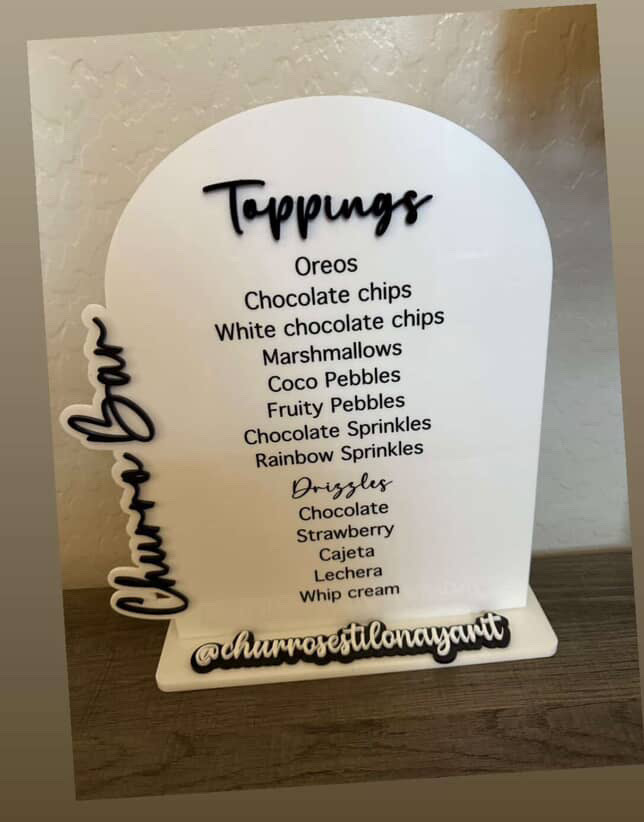 Toppings
Oreos
Chocolate chips
White chocolate chips
Marshmallows
Coco Pebbles
Fruity Pebbles
Chocolate Sprinkles
Rainbow Sprinkles
Drizzles
Chocolate
Strawberry
Cajeta
Lechera
Whip cream
Churro Bar
@churrosestilonayarit